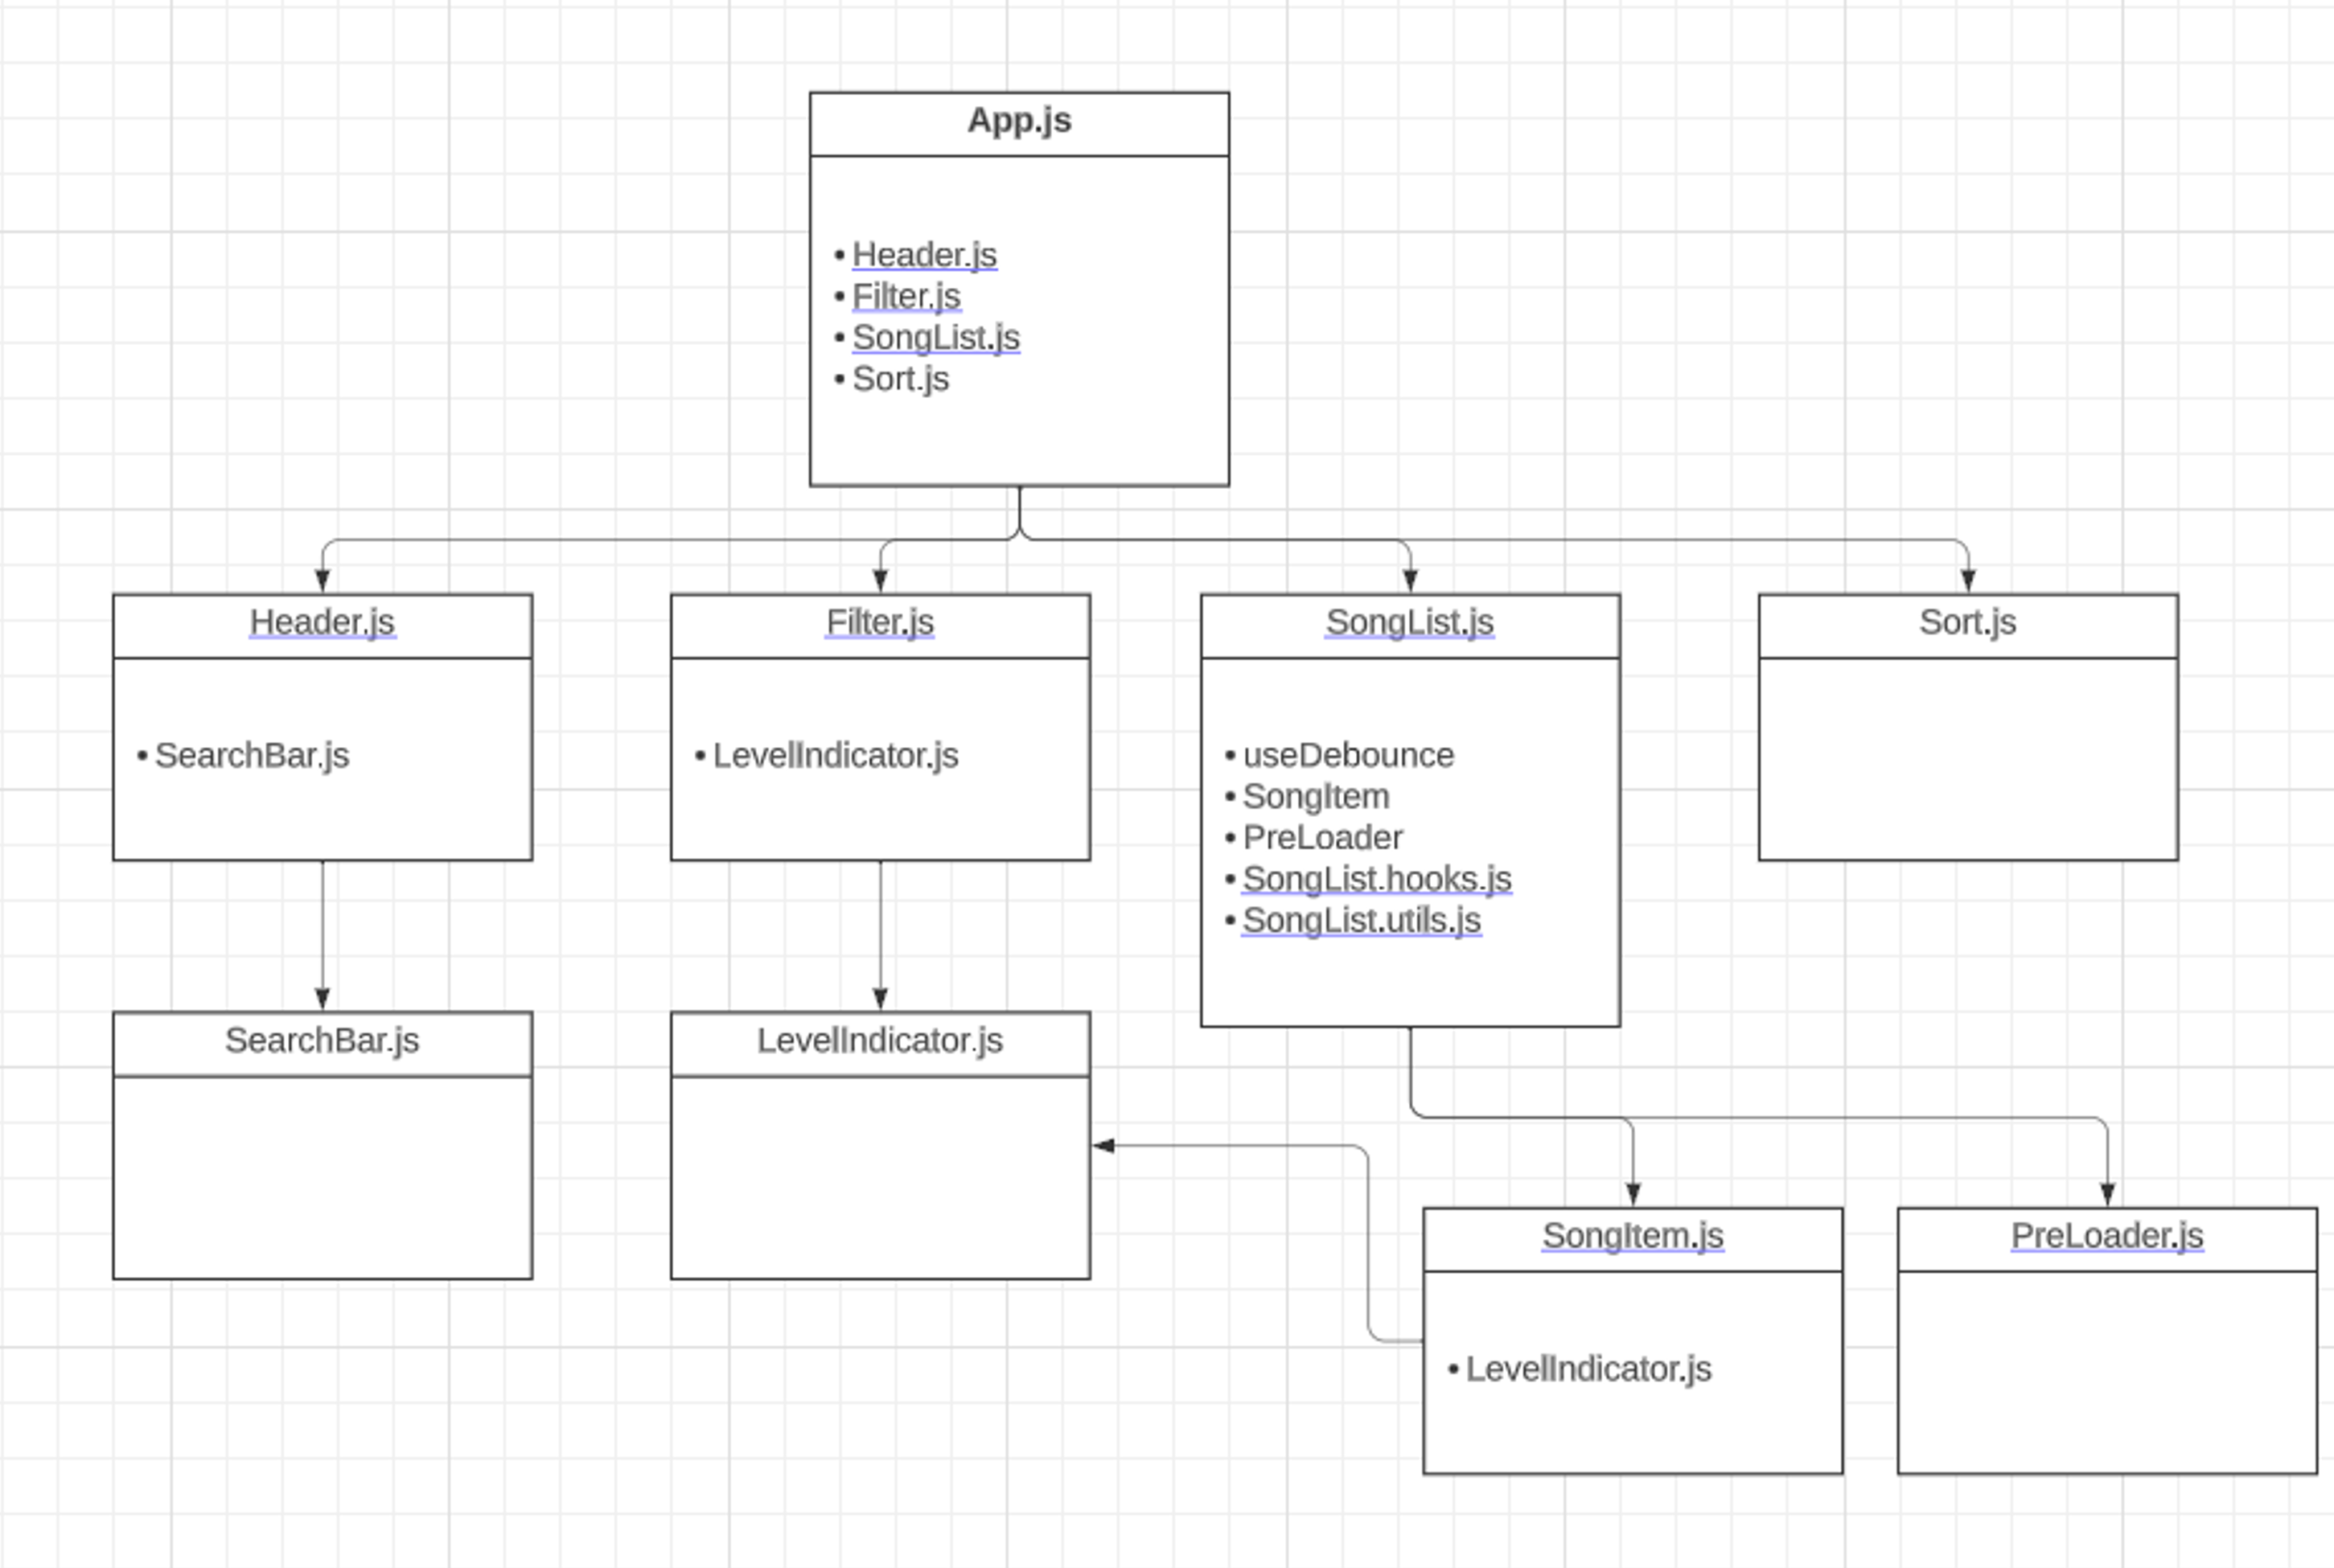 App.js
• Header.js
• Filter.js
• SongList.js
• Sort.js
Header.js
• SearchBar.js
Filter.js
• LevelIndicator.js
SongList.js
• useDebounce
• SongItem
• PreLoader
• SongList.hooks.js
• SongList.utils.js
Sort.js
SearchBar.js
LevelIndicator.js
SongItem.js
• LevelIndicator.js
PreLoader.js